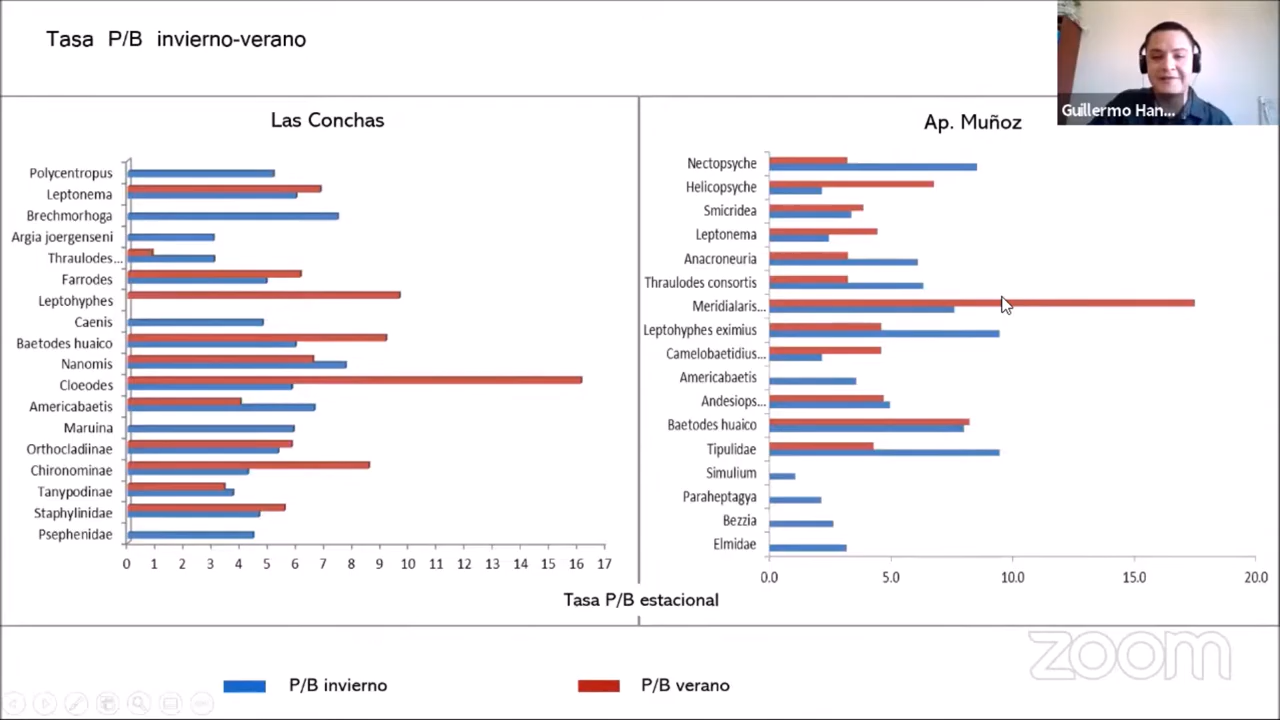 Tasa P/B invierno-verano
Guillermo Han...
Las Conchas
Polycentropus
Leptonema
Brechmorhoga
Argia joergenseni
Thraulodes...
Farrodes
Leptohyphes
Caenis
Baetodes huaico
Nanomis
Cloeodes
Americabaetis
Maruina
Orthocladiinae
Chironominae
Tanypodinae
Staphylinidae
Psephenidae
0 1 2 3 4 5 6 7 8 9 10 11 12 13 14 15 16 17
Ap. Muñoz
Nectopsyche
Helicopsyche
Smicridea
Leptonema
Anacroneuria
Thraulodes consortis
Meridialaris...
Leptohyphes eximius
Camelobaetidius...
Americabaetis
Andesiops...
Baetodes huaico
Tipulidae
Simulium
Paraheptagya
Bezzia
Elmidae
0.0 5.0 10.0 15.0 20.0
Tasa P/B estacional
P/B invierno
P/B verano
zoom